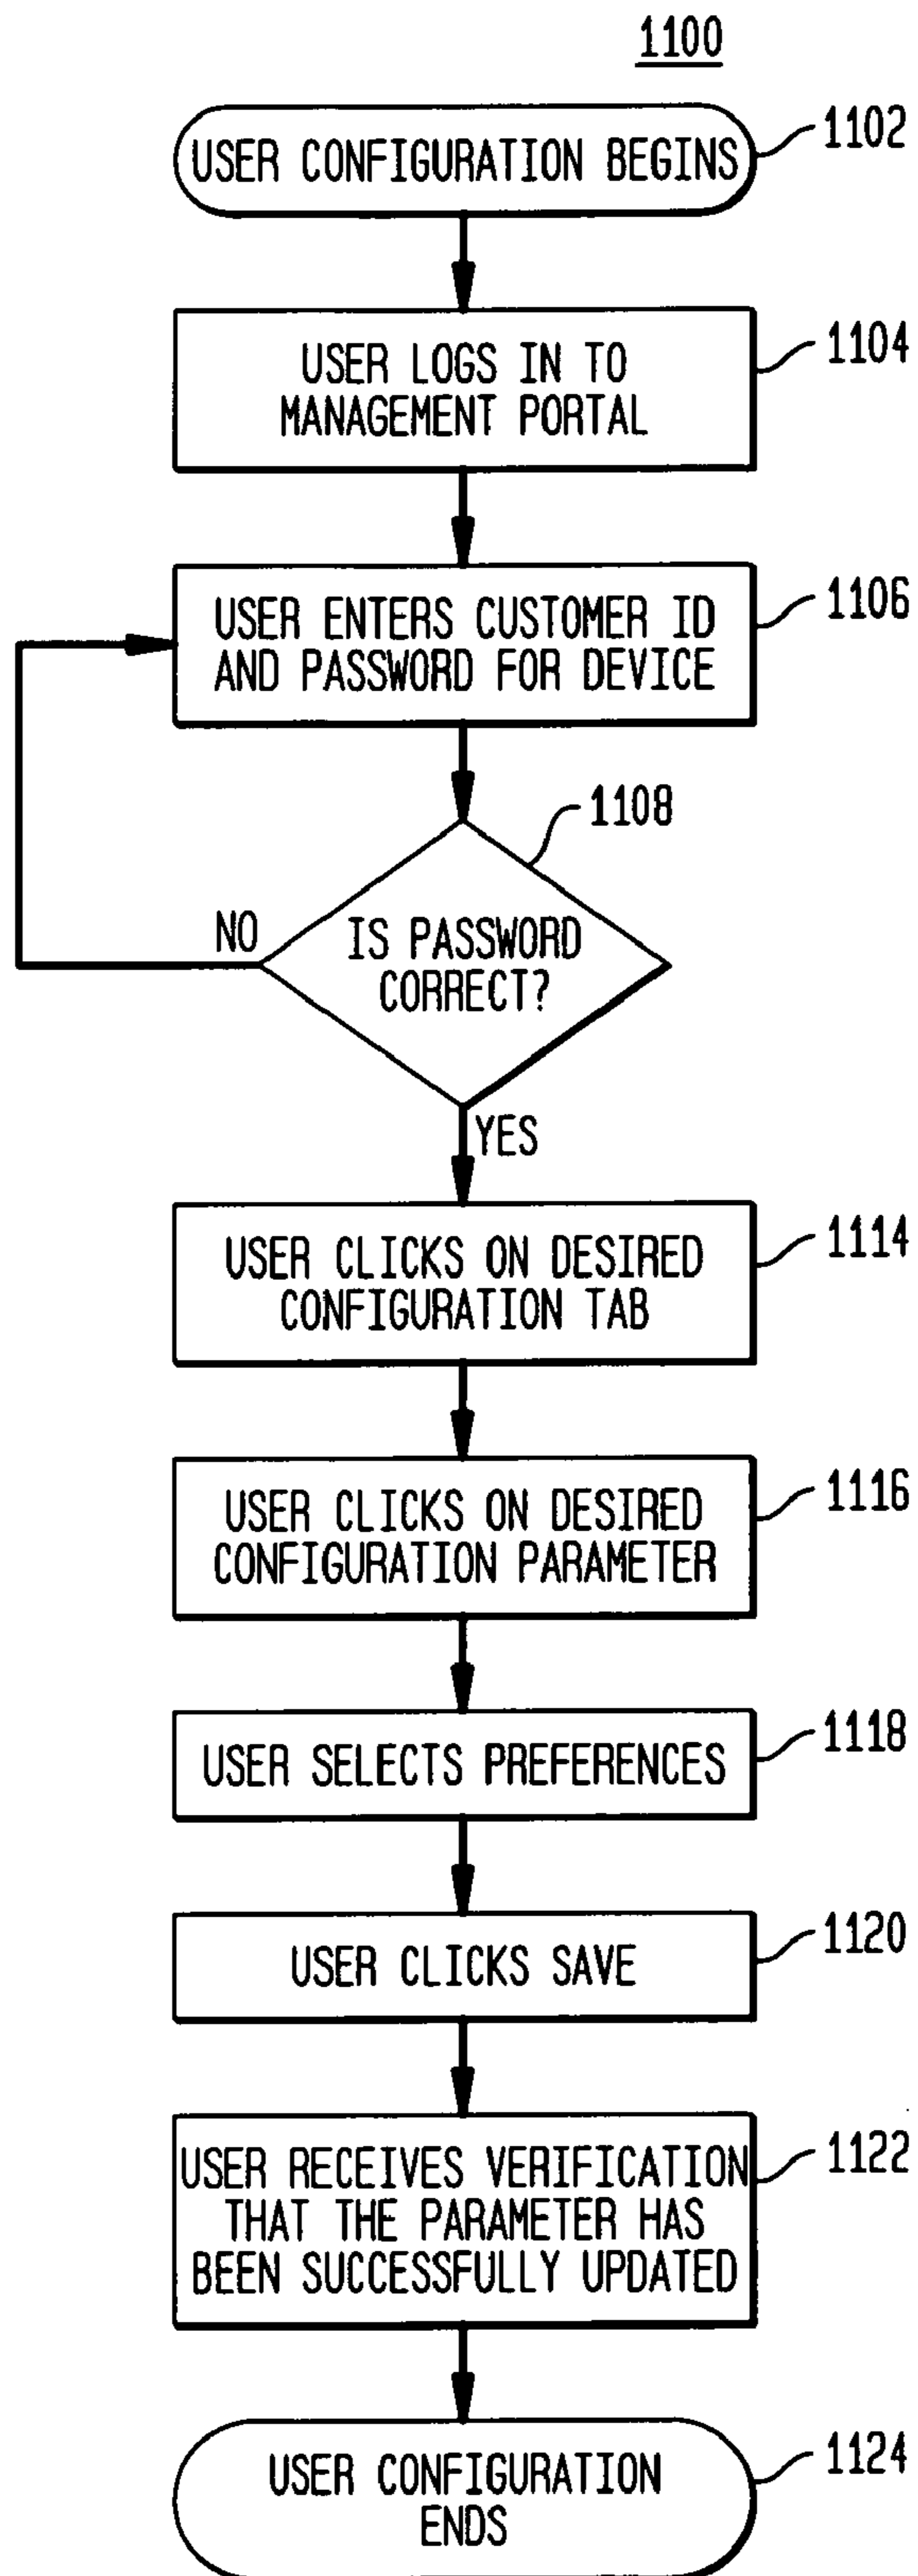 1100
USER CONFIGURATION BEGINS
1102
USER LOGS IN TO
MANAGEMENT PORTAL
1104
USER ENTERS CUSTOMER ID
AND PASSWORD FOR DEVICE
1106
1108
NO
IS PASSWORD
CORRECT?
YES
USER CLICKS ON DESIRED
CONFIGURATION TAB
1114
USER CLICKS ON DESIRED
CONFIGURATION PARAMETER
1116
USER SELECTS PREFERENCES
1118
USER CLICKS SAVE
1120
USER RECEIVES VERIFICATION
THAT THE PARAMETER HAS
BEEN SUCCESSFULLY UPDATED
1122
USER CONFIGURATION
ENDS
1124